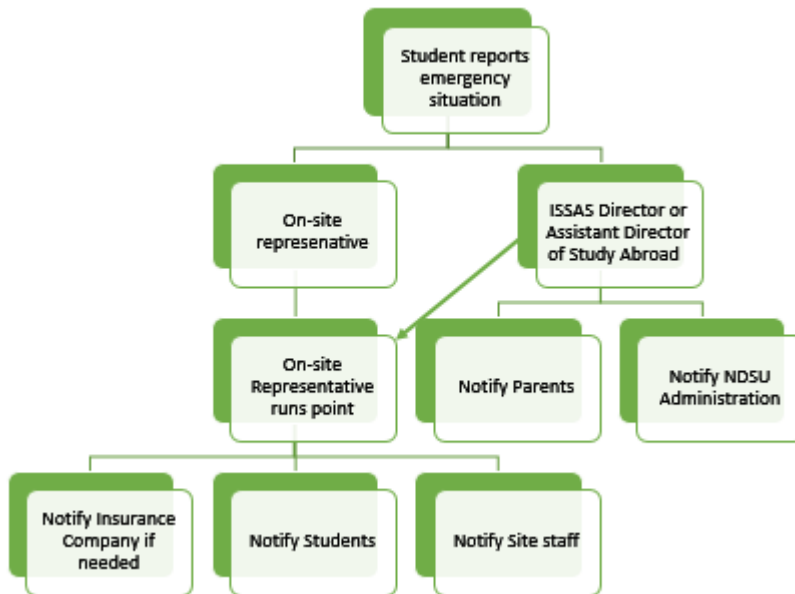 Student reports
emergency
situation
On-site
represenative
ISSAS Director or
Assistant Director
of Study Abroad
On-site
Representative
runs point
Notify Parents
Notify NDSU
Administration
Notify Insurance
Company if
needed
Notify Students
Notify Site staff